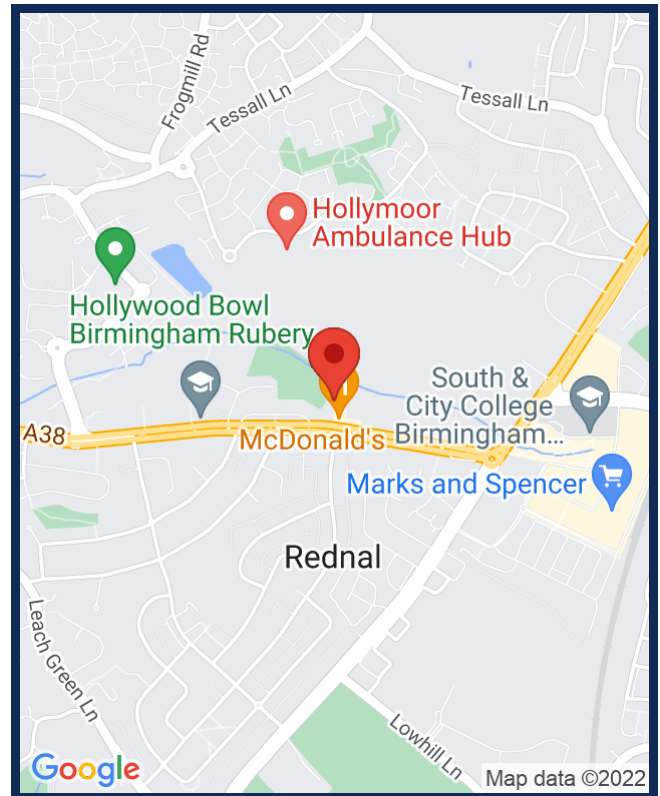 Frogmill Rd
Tessall Ln
Tessall Ln
Hollymoor
Ambulance Hub
Hollywood Bowl
Birmingham Rubery
South &
City College
Birmingham...
A38
McDonald's
Marks and Spencer
Rednal
Leach Green Ln
Lowhill Ln
Google
Map data ©2022